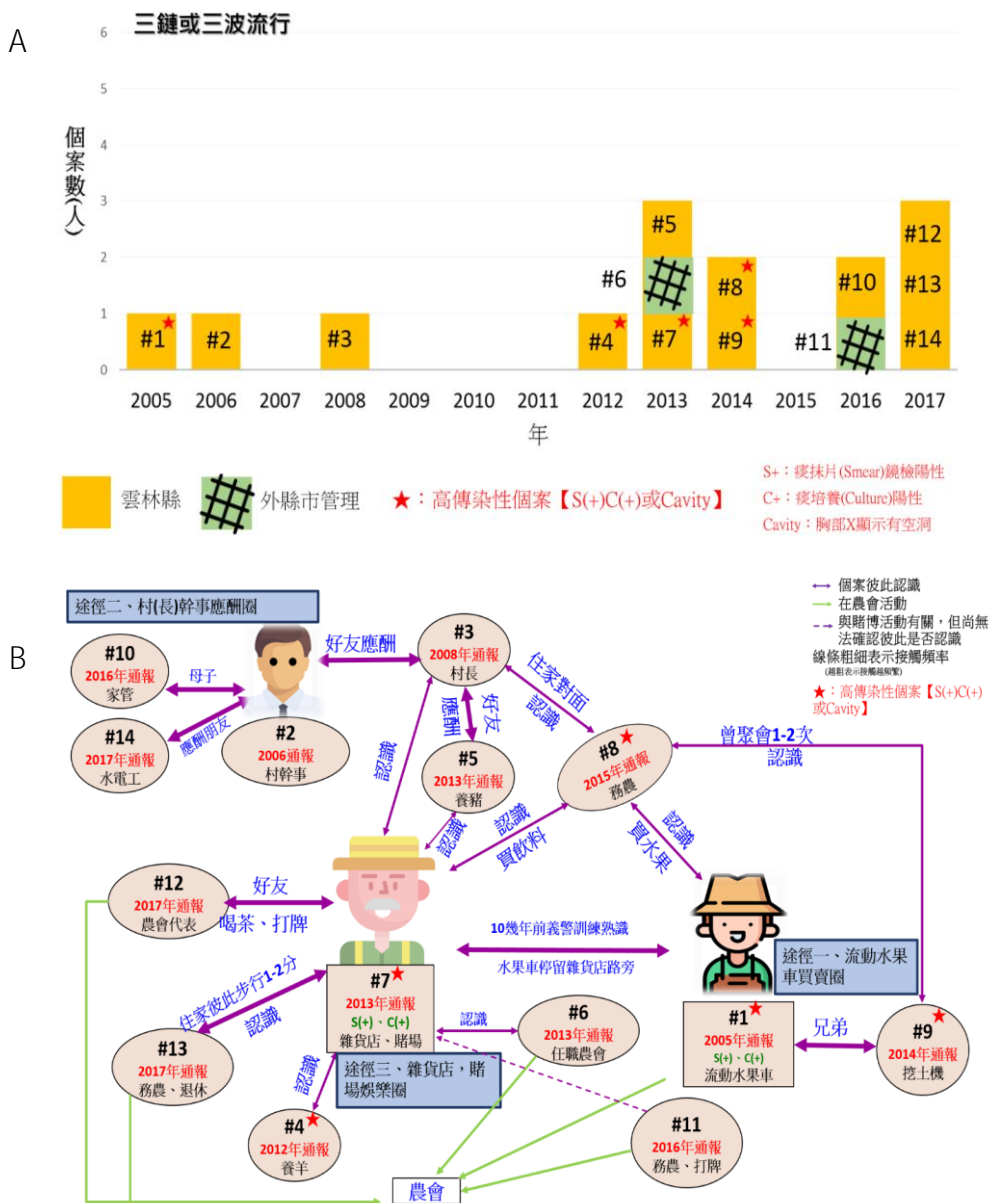 A
三鏈或三波流行
6
5
4
3
2
1
0
個案數(人)
#1
#2
#3
#4
#6
#5
#7
#8
#9
#11
#10
#12
#13
#14
2005
2006
2007
2008
2009
2010
2011
2012
2013
2014
2015
2016
2017
年
雲林縣
外縣市管理
★：高傳染性個案【S(+)C(+)或Cavity】
S+：痰抹片(Smear)鏡檢陽性
C+：痰培養(Culture)陽性
Cavity：胸部X顯示有空洞
B
個案彼此認識
在農會活動
與賭博活動有關，但尚無
法確認彼此是否認識
線條粗細表示接觸頻率
(越粗表示接觸越頻繁)
★：高傳染性個案【S(+)C(+)
或Cavity】
途徑二、村(長)幹事應酬圈
#10
2016年通報
家管
母子
#14
2017年通報
水電工
應酬朋友
#2
2006通報
村幹事
好友應酬
#3
2008年通報
村長
好友
應酬
#5
2013年通報
養豬
住家對面
認識
#8
2015年通報
務農
曾聚會1-2次
認識
認識
認識
認識
買飲料
認識
買水果
#12
2017年通報
農會代表
好友
喝茶、打牌
10幾年前義警訓練熟識
水果車停留雜貨店路旁
途徑一、流動水果
車買賣圈
#7
2013年通報
S(+)、C(+)
雜貨店、賭場
住家彼此步行1-2分
認識
#13
2017年通報
務農、退休
認識
#6
2013年通報
任職農會
#1
2005年通報
S(+)、C(+)
流動水果車
兄弟
#9
2014年通報
挖土機
途徑三、雜貨店，賭
場娛樂圈
認識
#4
2012年通報
養羊
#11
2016年通報
務農、打牌
農會